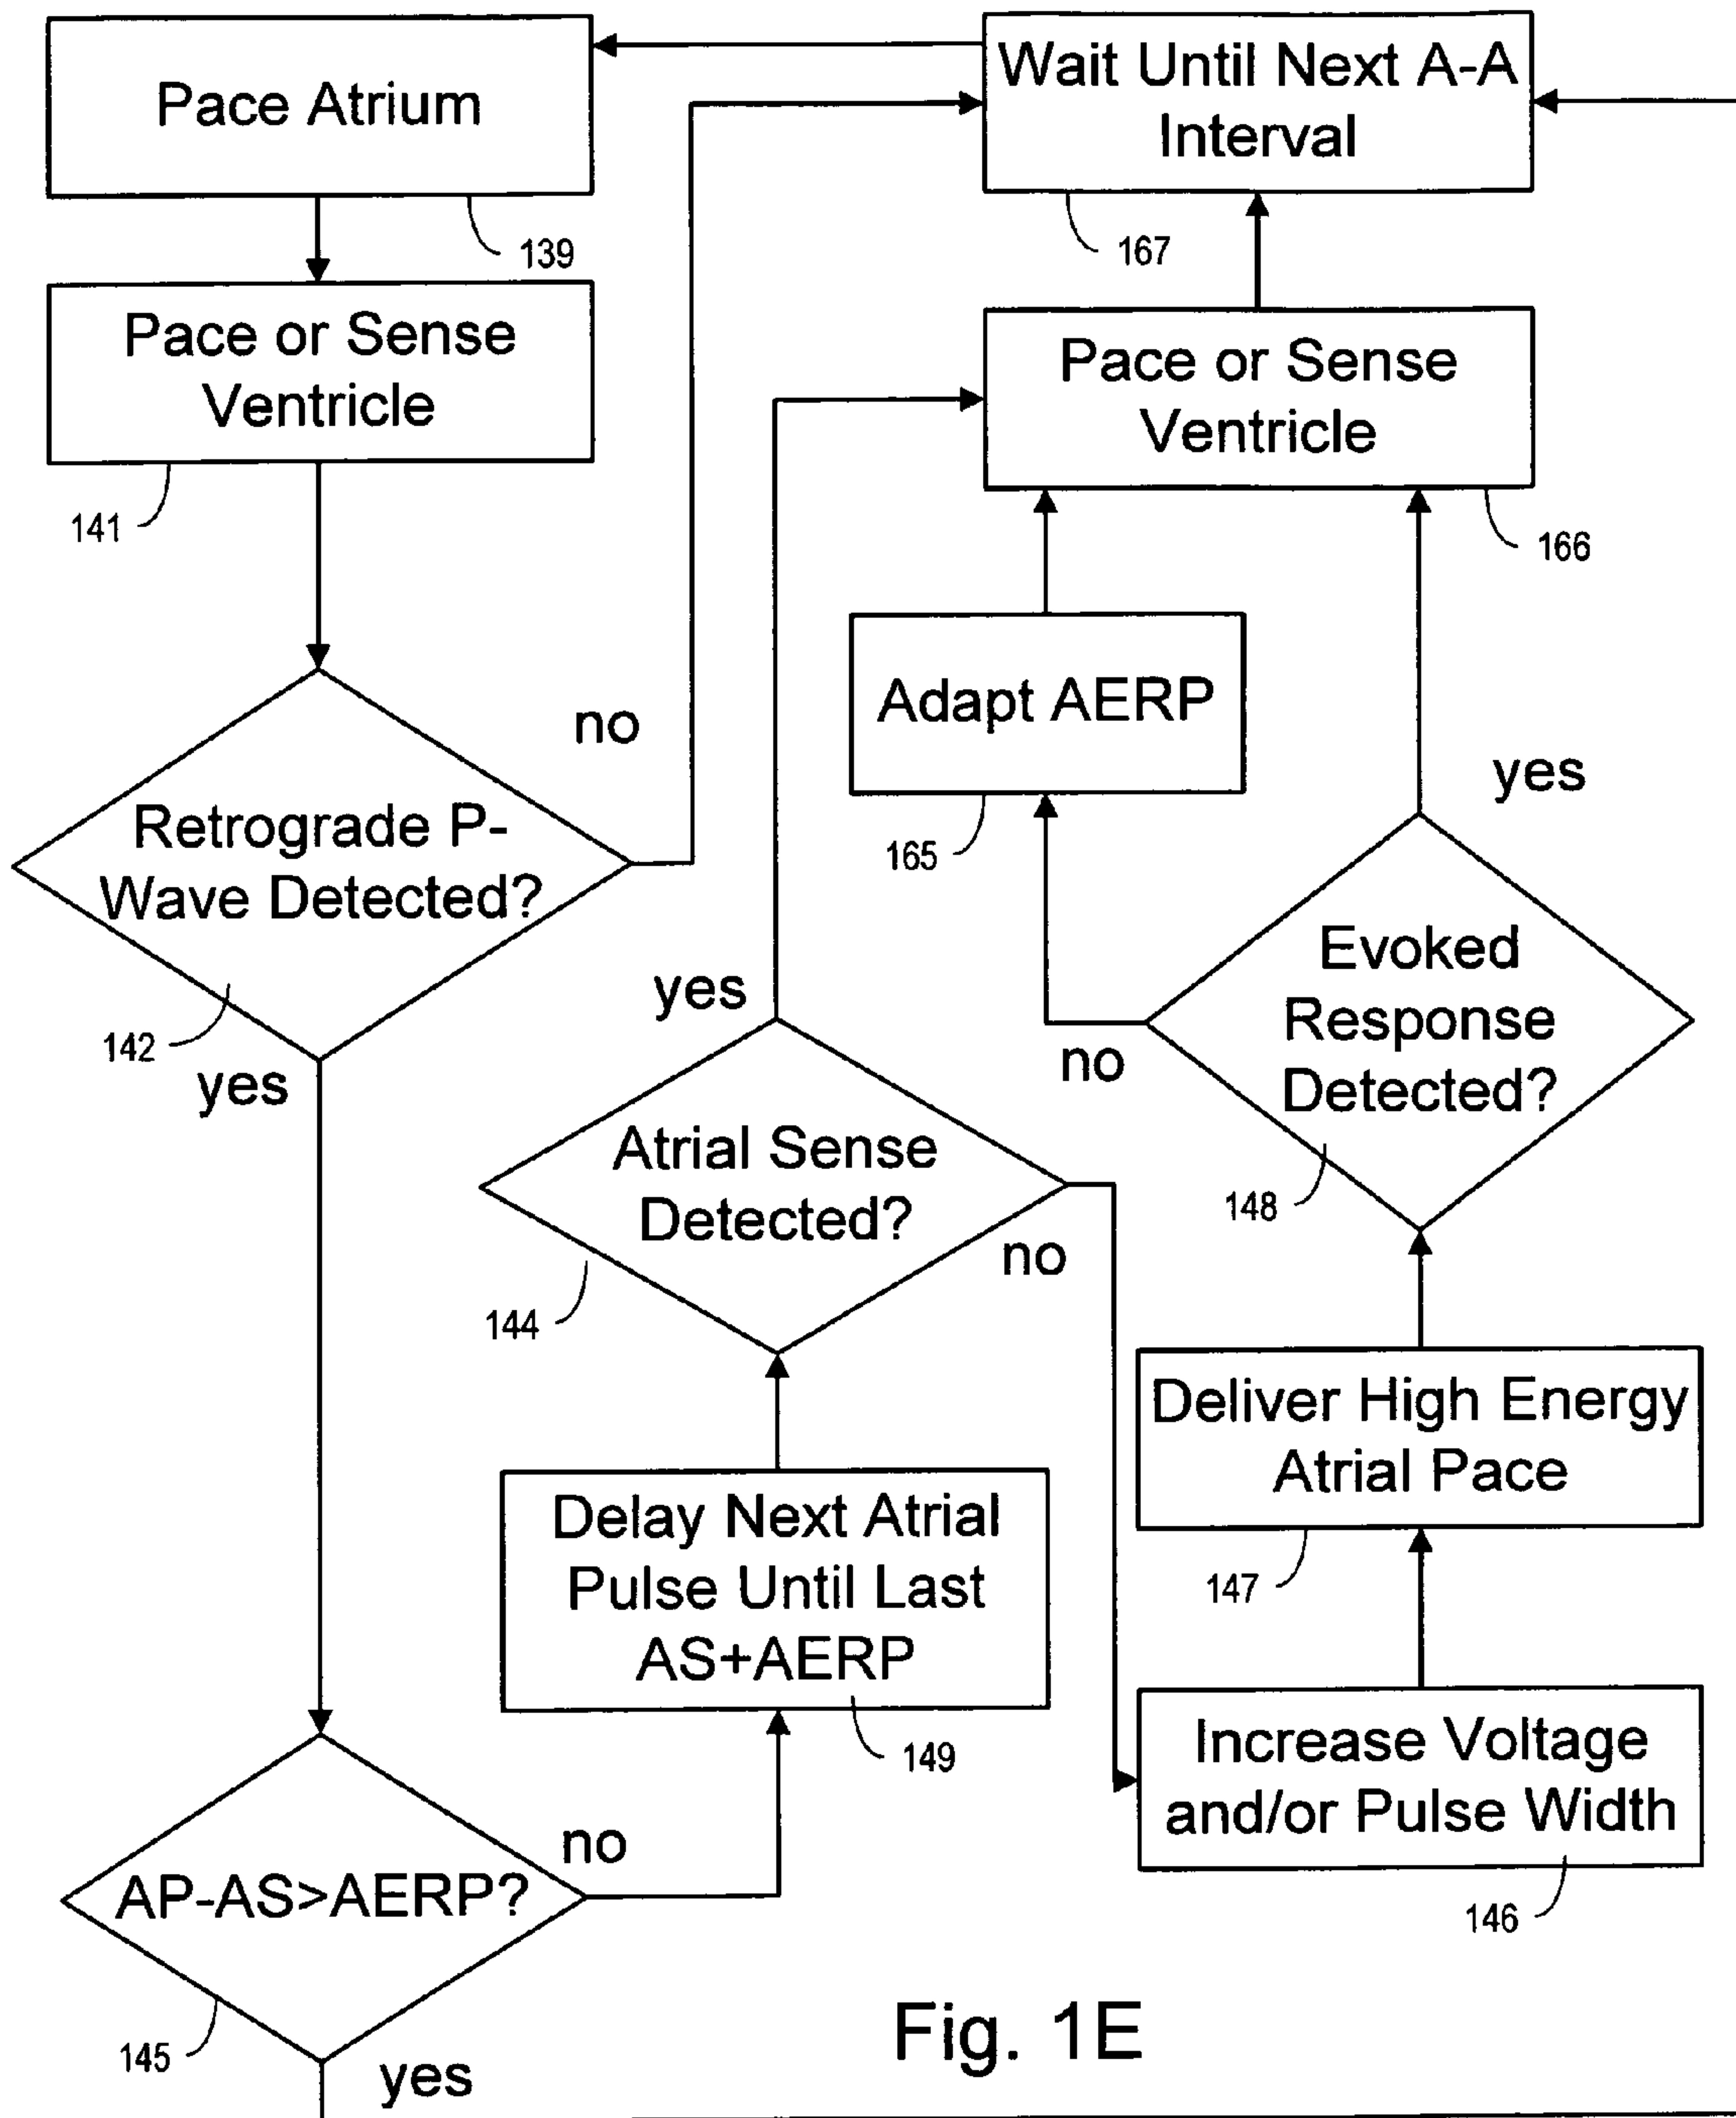 Pace Atrium
139
Wait Until Next A-A
Interval
167
Pace or Sense
Ventricle
141
Pace or Sense
Ventricle
166
Adapt AERP
165
no
yes
Retrograde P-
Wave Detected?
142
yes
Evoked
Response
Detected?
148
no
yes
Atrial Sense
Detected?
144
no
Deliver High Energy
Atrial Pace
147
Delay Next Atrial
Pulse Until Last
AS+AERP
149
Increase Voltage
and/or Pulse Width
146
AP-AS>AERP?
145
no
yes
Fig. 1E